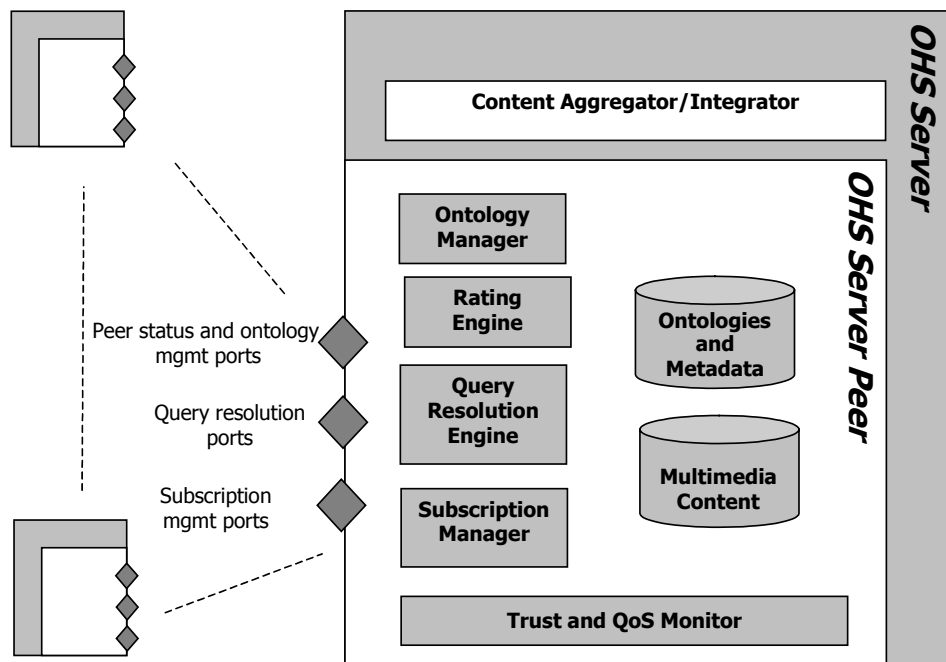 OHS Server
Content Aggregator/Integrator
OHS Server Peer
Ontology
Manager
Rating
Engine
Ontologies
and
Metadata
Peer status and ontology
mgmt ports
Query
Resolution
Engine
Query resolution
ports
Multimedia
Content
Subscription
mgmt ports
Subscription
Manager
Trust and QoS Monitor